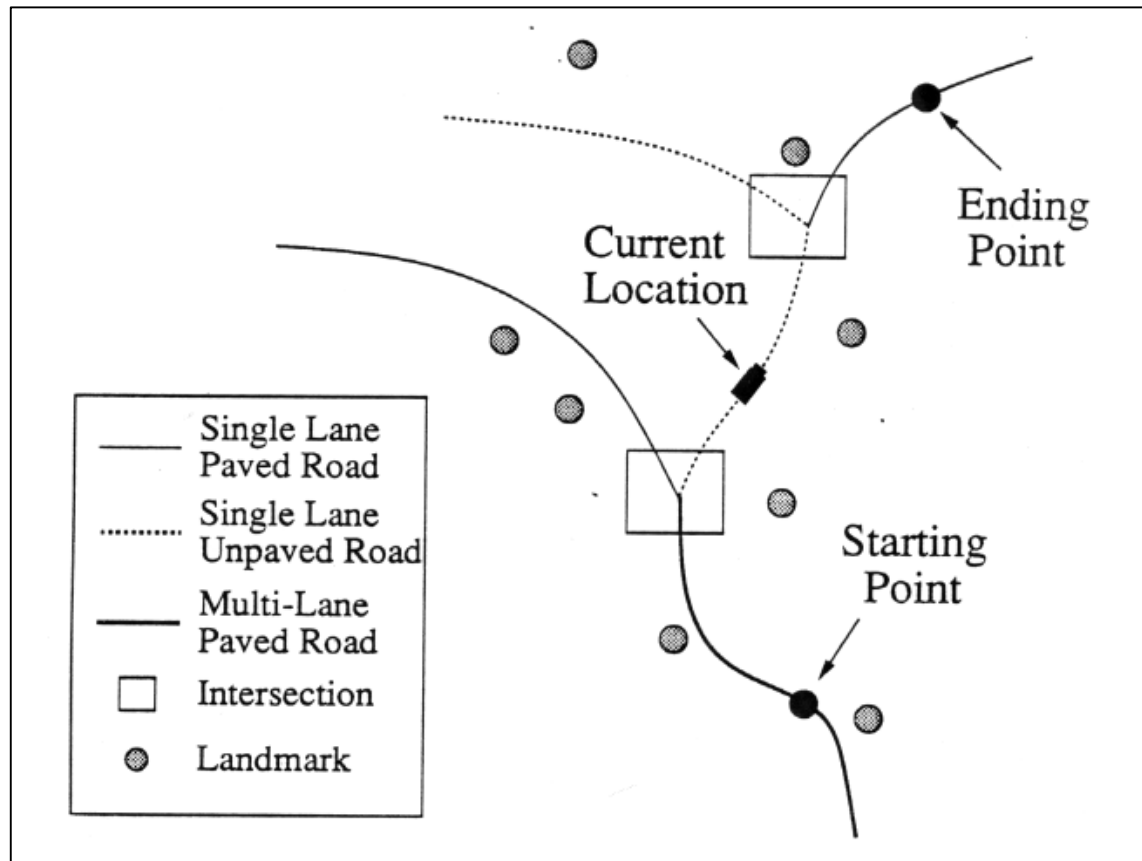 Ending
Point
Current
Location
Single Lane
Paved Road
Single Lane
Unpaved Road
Multi-Lane
Paved Road
Intersection
Landmark
Starting
Point